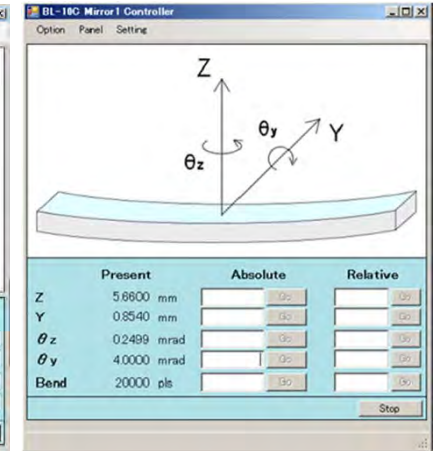 BL-10C Mirror1 Controller
Option Panel Setting
Z
θy Y
θz
Present Absolute Relative
Z 5.6600 mm Go Go
Y 0.8540 mm Go Go
θz 0.2499 mrad Go Go
θy 4.0000 mrad Go Go
Bend 20000 pls Go Go
Stop